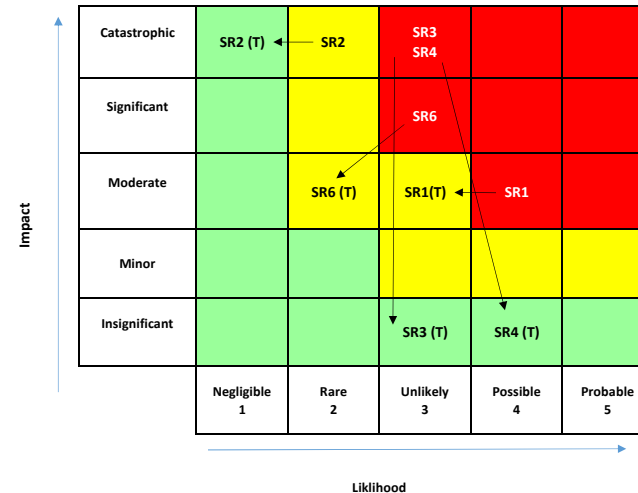 Catastrophic
SR2 (T)
SR2
SR3
SR4
Significant
SR6
Impact
Moderate
SR6 (T)
SR1(T)
SR1
Minor
Insignificant
SR3 (T)
SR4 (T)
Negligible
1
Rare
2
Unlikely
3
Possible
4
Probable
5
Liklihood